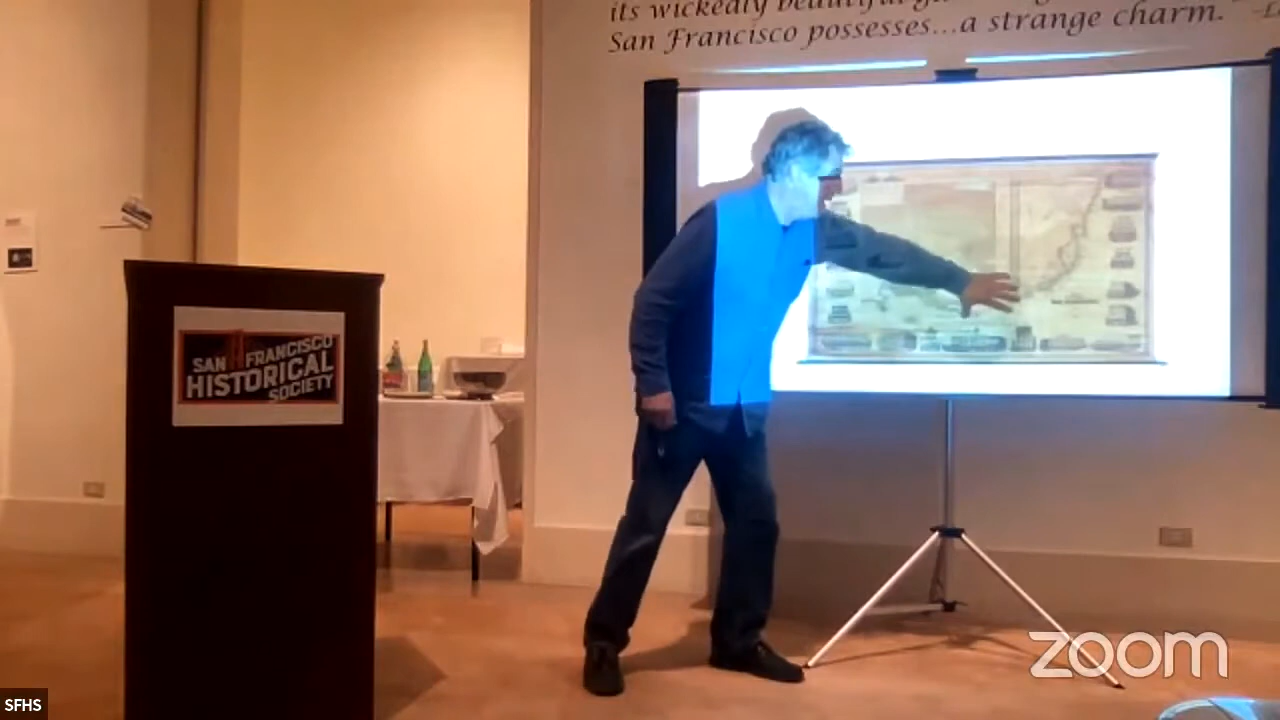 its wickedly beautiful
San Francisco possesses...a strange charm.
SAN FRANCISCO
HISTORICAL
SOCIETY
zoom
SFHS